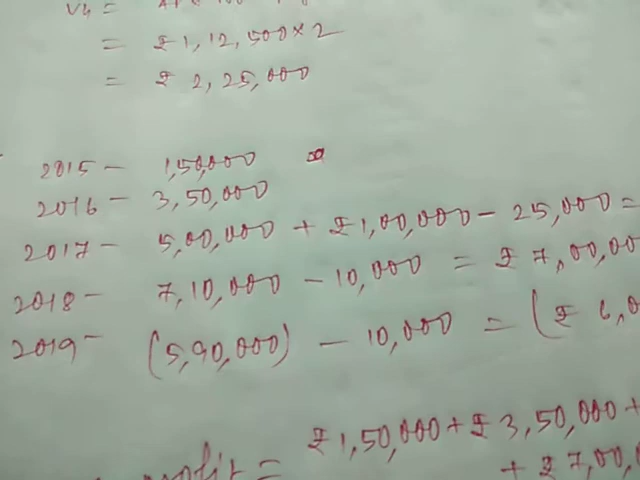 = ₹ 1,12,500 × 2
= ₹ 2,25,000
2015 - 1,50,000
2016 - 3,50,000
2017 - 5,00,000 + ₹1,00,000 - 25,000 =
2018 - 7,10,000 - 10,000 = ₹ 7,00,00
2019 - (5,90,000) - 10,000 = (₹ 6,0
= ₹1,50,000 + ₹ 3,50,000 +
+ ₹ 7,00,